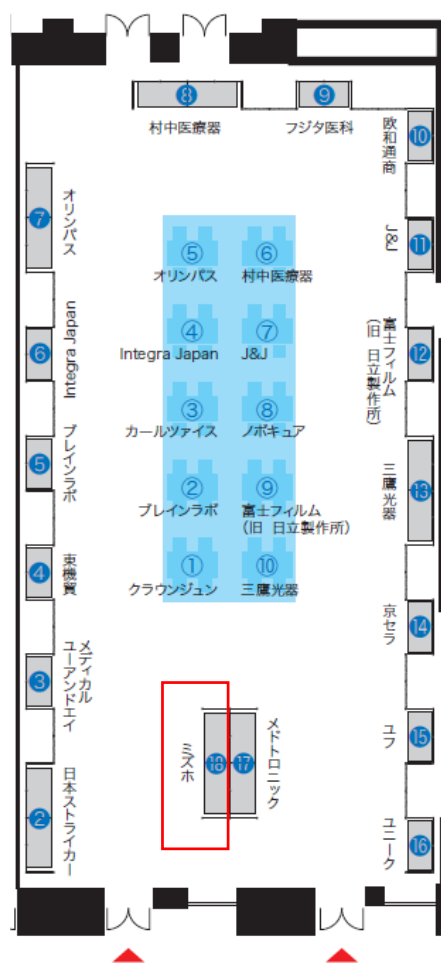 ⑧
村中医療器
⑨
フジタ医科
⑩
欧和通商
⑦
オリンパス
⑪
J&J
⑤
オリンパス
⑥
村中医療器
⑥
Integra Japan
④
Integra Japan
⑦
J&J
⑫
富士フィルム
（旧 日立製作所）
③
カールツァイス
⑧
ノボキュア
⑤
ブレインラボ
②
ブレインラボ
⑨
富士フィルム
（旧 日立製作所）
⑬
三鷹光器
④
東機貿
①
クラウンジュン
⑩
三鷹光器
⑭
京セラ
③
メディカル
ユーアンドエイ
⑮
ユフ
②
日本ストライカー
ミズホ
⑱
⑰
メドトロニック
⑯
ユニーク